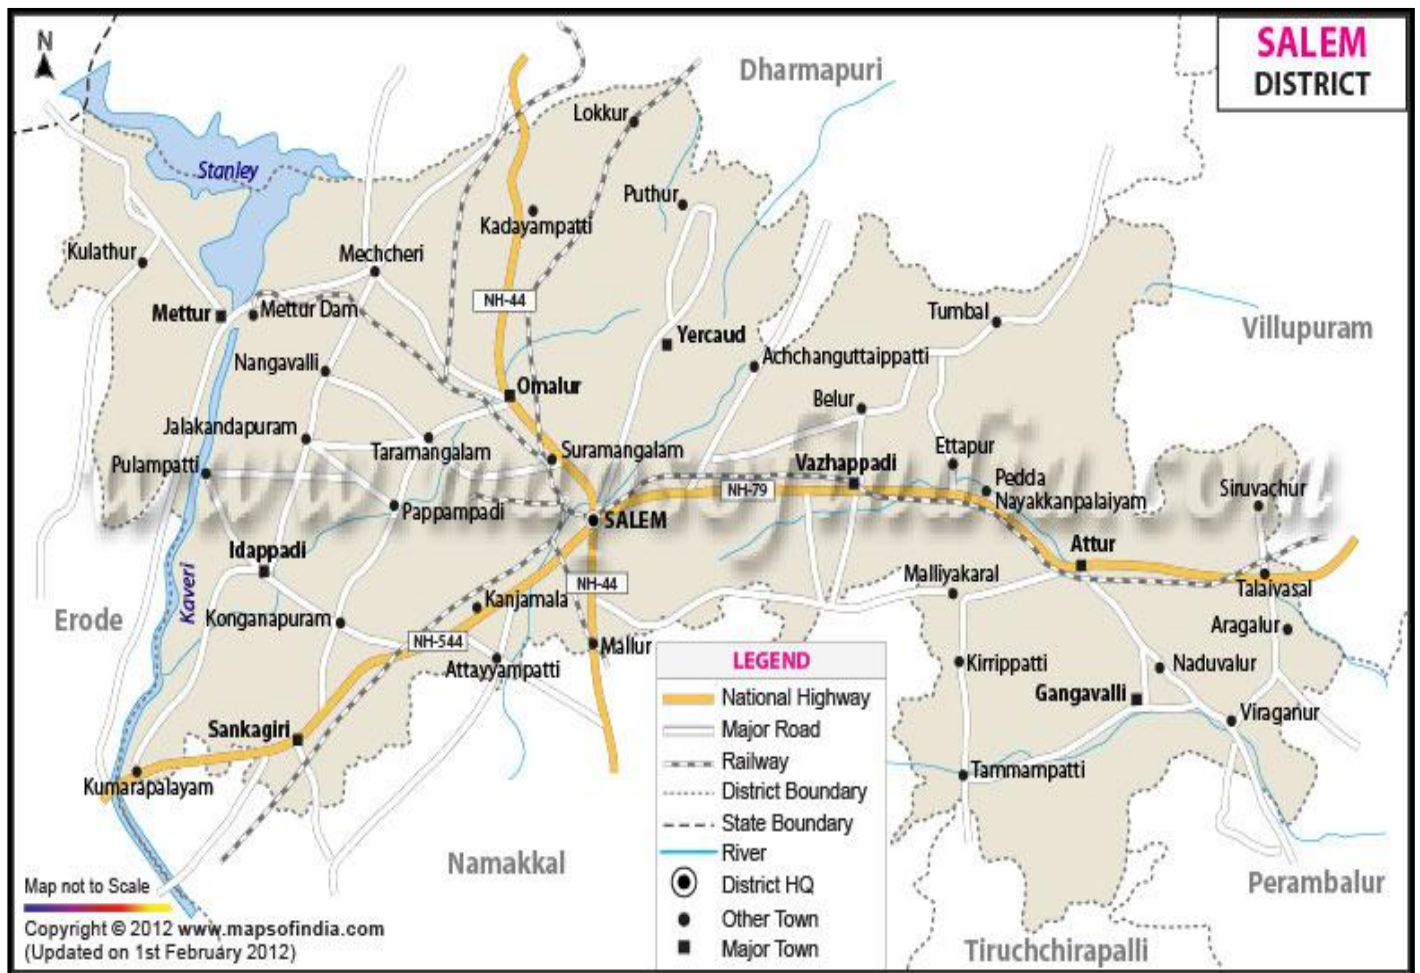 SALEM
DISTRICT
N
Dharmapuri
Lokkur
Stanley
Puthur
Kadayampatti
Kulathur
Mechcheri
NH-44
Mettur
Mettur Dam
Tumbal
Villupuram
Yercaud
Achchanguttaippatti
Nangavalli
Omalur
Belur
Jalakandapuram
Taramangalam
Suramangalam
Ettapur
Pulampatti
Vazhappadi
Pedda
Nayakkanpalaiyam
www.mapsofindia.com
NH-79
Siruvachur
Pappampadi
SALEM
Idappadi
Attur
Kaveri
NH-44
Malliyakaral
Talaivasal
Erode
Konganapuram
Kanjamala
NH-544
Mallur
Aragalur
Attayyampatti
Kirrippatti
Naduvalur
Gangavalli
Viraganur
Sankagiri
Tammampatti
Kumarapalayam
LEGEND
National Highway
Major Road
Railway
District Boundary
State Boundary
River
District HQ
Other Town
Major Town
Namakkal
Perambalur
Tiruchchirapalli
Map not to Scale
Copyright © 2012 www.mapsofindia.com
(Updated on 1st February 2012)